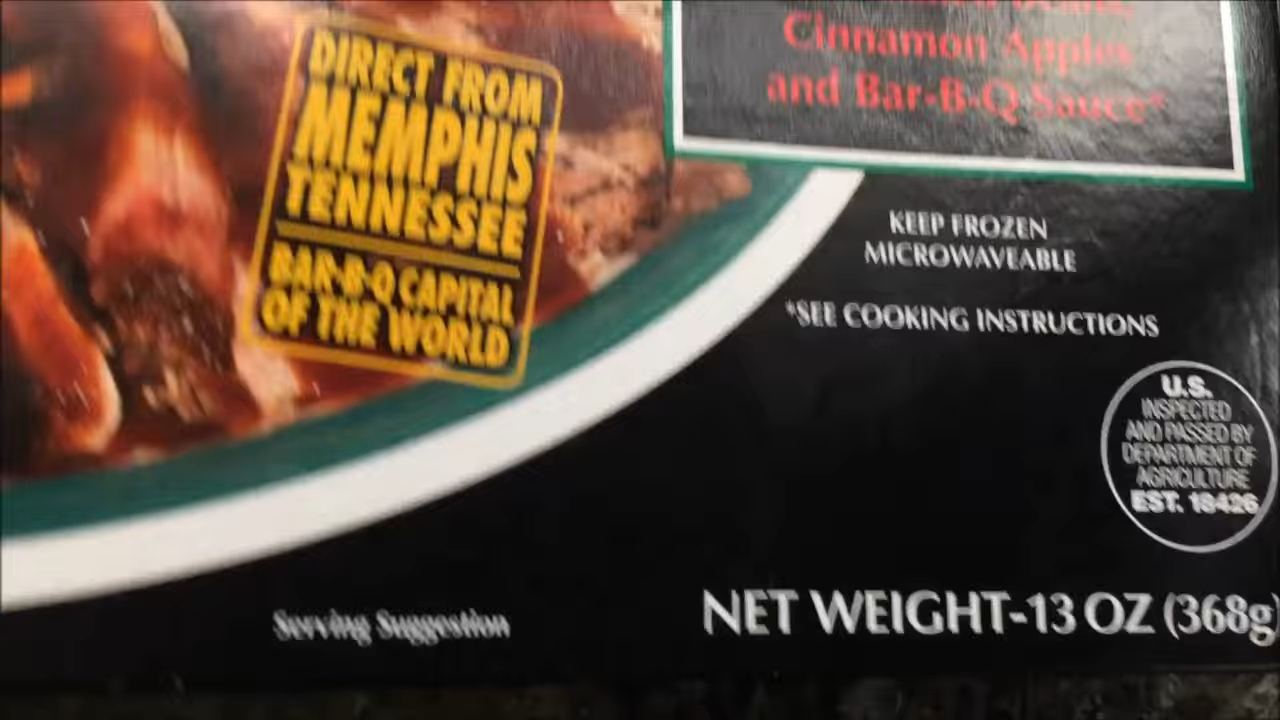 DIRECT FROM
MEMPHIS
TENNESSEE
BAR-B-Q CAPITAL
OF THE WORLD
Cinnamon Apples
and Bar-B-Q Sauce*
KEEP FROZEN
MICROWAVEABLE
*SEE COOKING INSTRUCTIONS
U.S.
INSPECTED
AND PASSED BY
DEPARTMENT OF
AGRICULTURE
EST. 18426
Serving Suggestion
NET WEIGHT-13 OZ (368g)